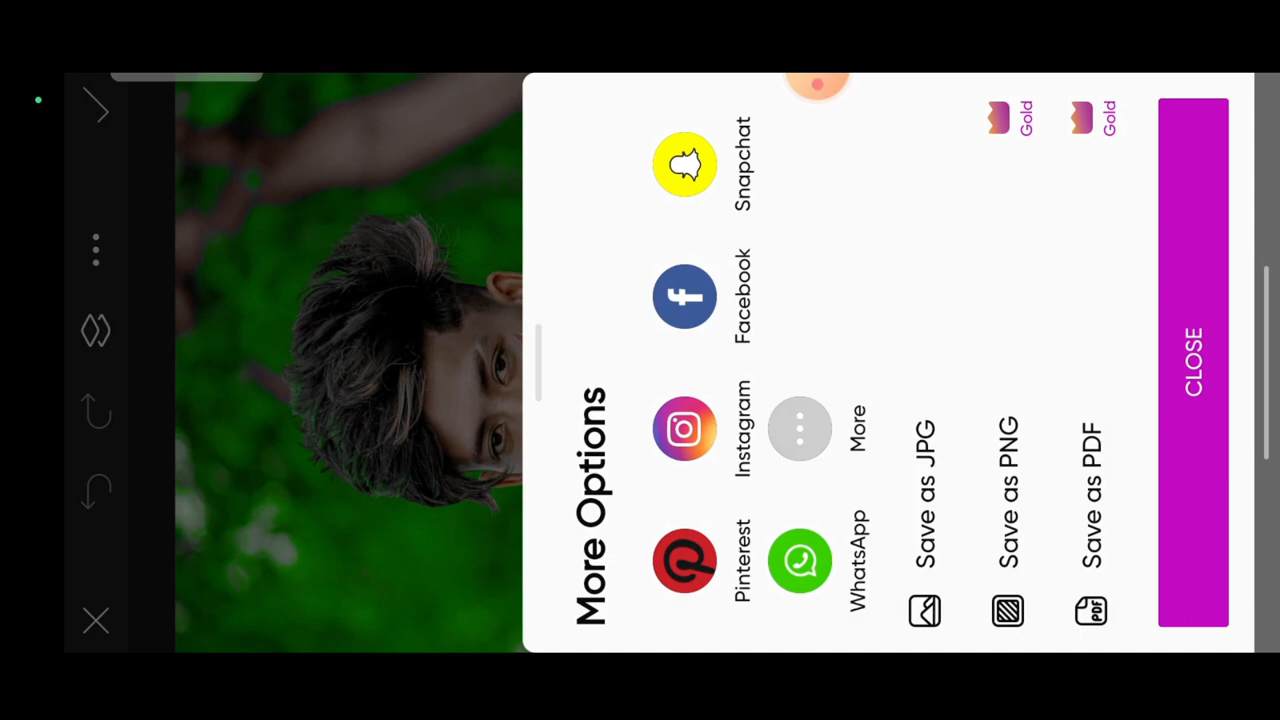 More Options
Pinterest
Instagram
Facebook
Snapchat
WhatsApp
More
Save as JPG
Save as PNG
Gold
Save as PDF
Gold
CLOSE